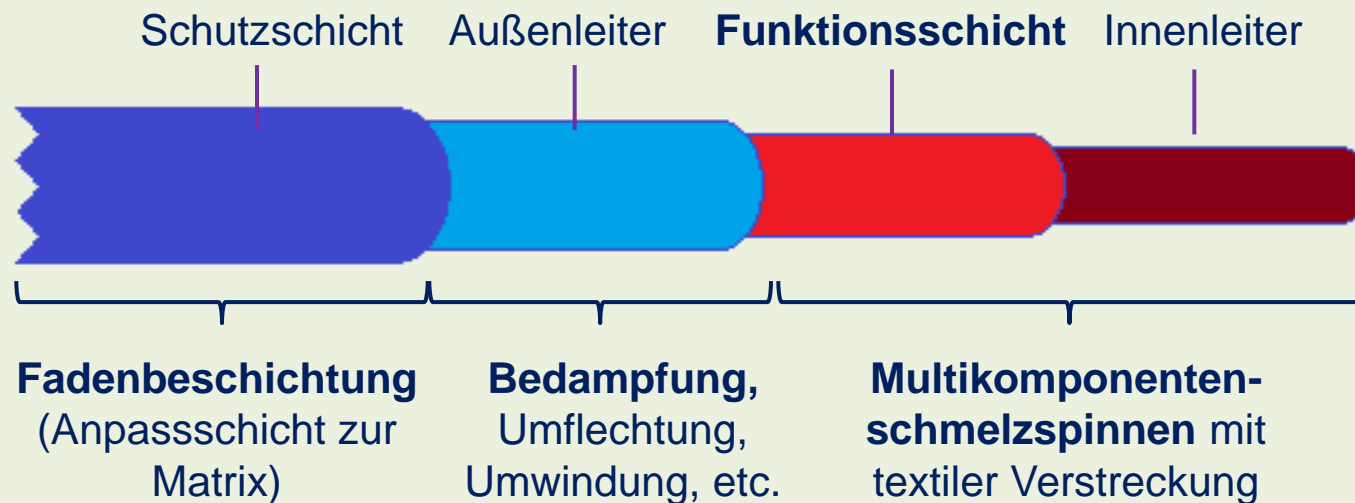 Schutzschicht Außenleiter Funktionsschicht Innenleiter
Fadenbeschichtung
(Anpassschicht zur
Matrix)
Bedampfung,
Umflechtung,
Umwindung, etc.
Multikomponenten-
schmelzspinnen mit
textiler Verstreckung